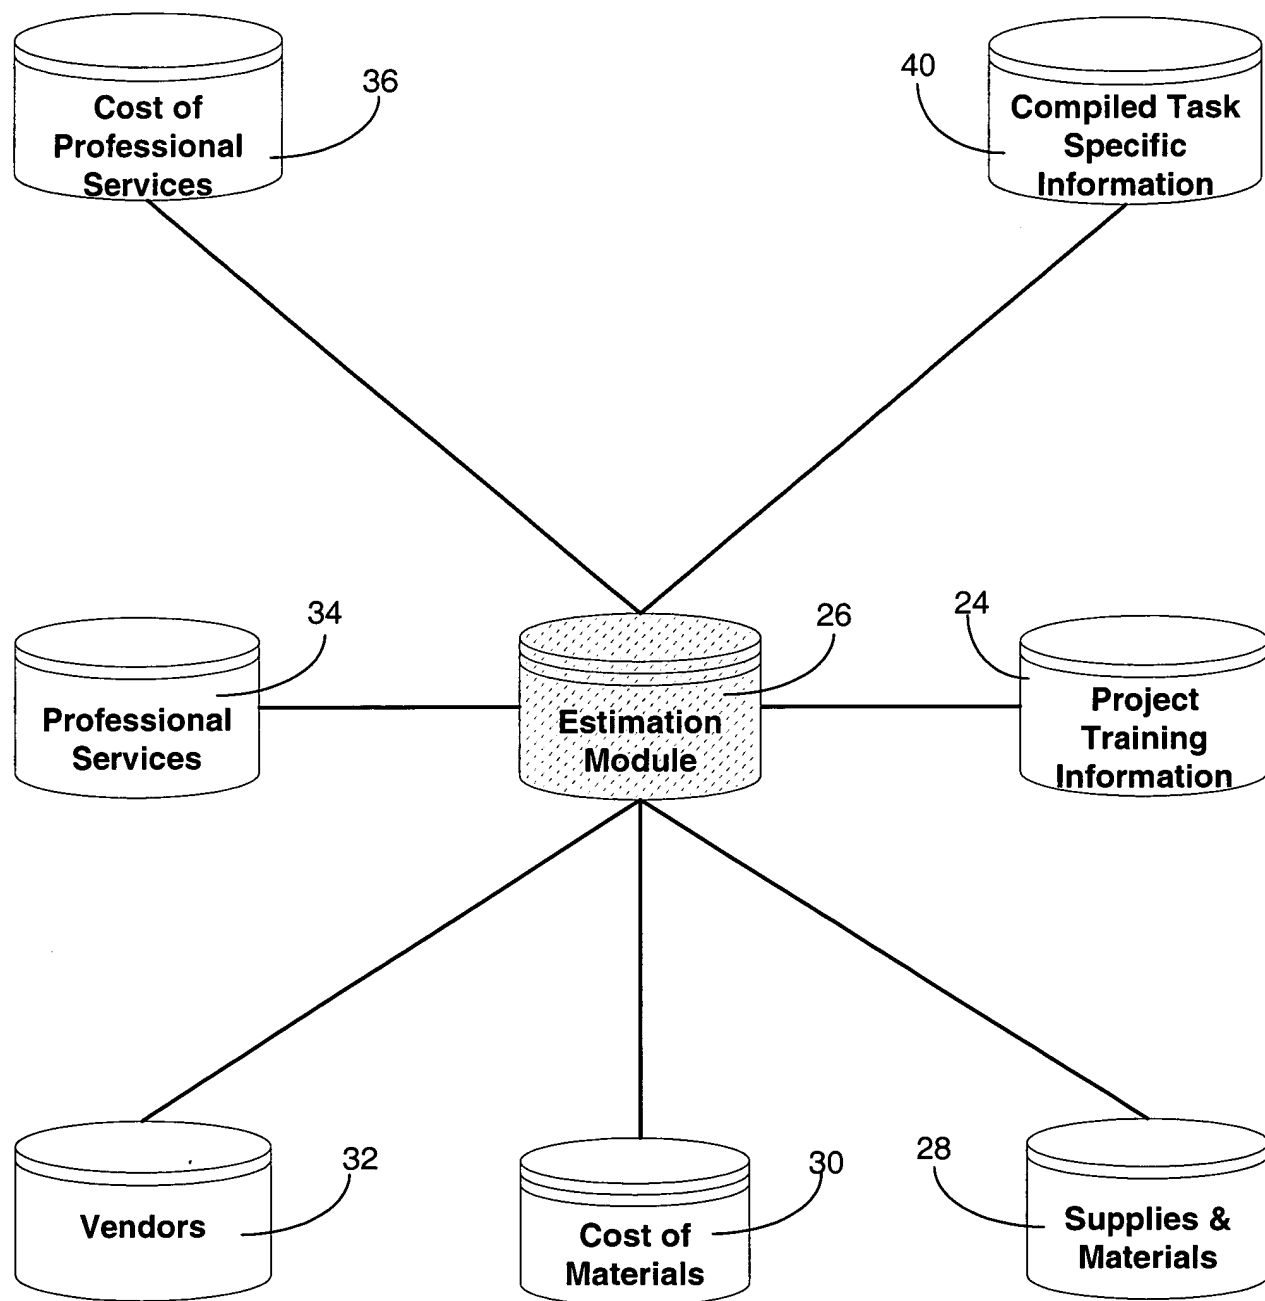 36
Cost of
Professional
Services
40
Compiled Task
Specific
Information
34
Professional
Services
26
Estimation
Module
24
Project
Training
Information
32
Vendors
30
Cost of
Materials
28
Supplies &
Materials